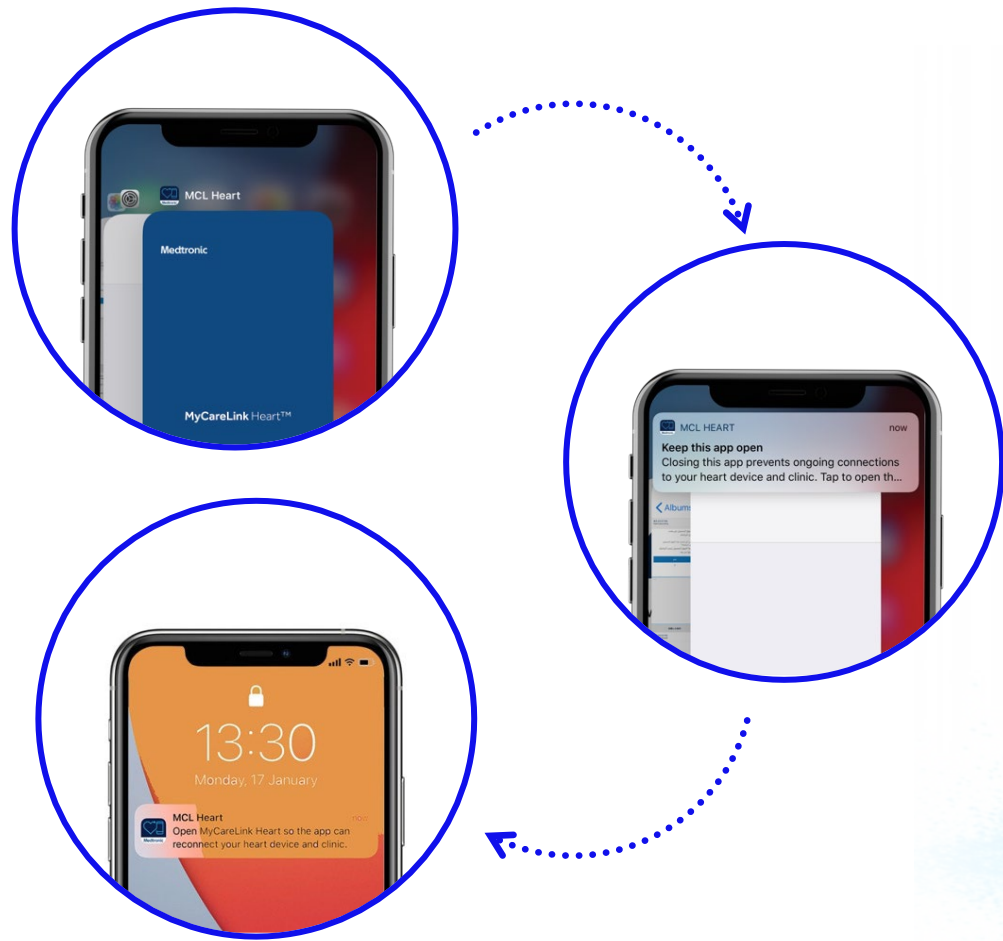 MCL Heart
Medtronic
MyCareLink Heart™
MCL HEART
now
Keep this app open
Closing this app prevents ongoing connections
to your heart device and clinic. Tap to open th...
Albums
13:30
Monday, 17 January
MCL Heart
now
Open MyCareLink Heart so the app can
reconnect your heart device and clinic.
Medtronic